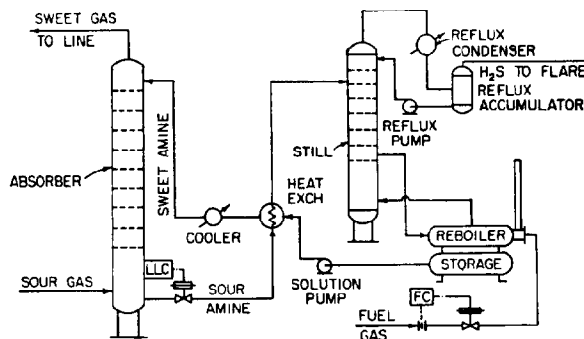 SWEET GAS
TO LINE
REFLUX
CONDENSER
H₂S TO FLARE
REFLUX
ACCUMULATOR
REFLUX
PUMP
STILL
SWEET AMINE
ABSORBER
HEAT
EXCH
COOLER
REBOILER
STORAGE
LLC
SOUR GAS
SOUR
AMINE
SOLUTION
PUMP
FC
FUEL
GAS